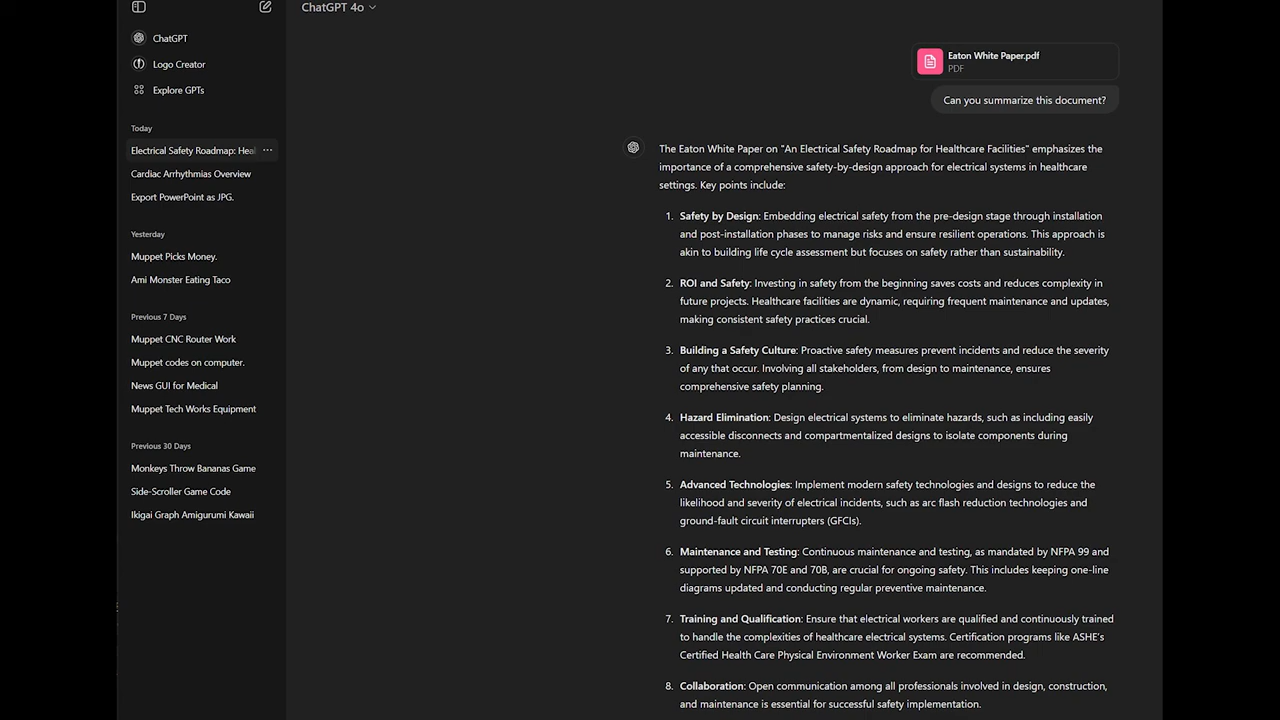 ChatGPT
Logo Creator
Explore GPTs
Today
Electrical Safety Roadmap: Heal
Cardiac Arrhythmias Overview
Export PowerPoint as JPG.
Yesterday
Muppet Picks Money.
Ami Monster Eating Taco
Previous 7 Days
Muppet CNC Router Work
Muppet codes on computer.
News GUI for Medical
Muppet Tech Works Equipment
Previous 30 Days
Monkeys Throw Bananas Game
Side-Scroller Game Code
Ikigai Graph Amigurumi Kawaii
ChatGPT 4o
Eaton White Paper.pdf
PDF
Can you summarize this document?
The Eaton White Paper on "An Electrical Safety Roadmap for Healthcare Facilities" emphasizes the
importance of a comprehensive safety-by-design approach for electrical systems in healthcare
settings. Key points include:
1. Safety by Design: Embedding electrical safety from the pre-design stage through installation
and post-installation phases to manage risks and ensure resilient operations. This approach is
akin to building life cycle assessment but focuses on safety rather than sustainability.
2. ROI and Safety: Investing in safety from the beginning saves costs and reduces complexity in
future projects. Healthcare facilities are dynamic, requiring frequent maintenance and updates,
making consistent safety practices crucial.
3. Building a Safety Culture: Proactive safety measures prevent incidents and reduce the severity
of any that occur. Involving all stakeholders, from design to maintenance, ensures
comprehensive safety planning.
4. Hazard Elimination: Design electrical systems to eliminate hazards, such as including easily
accessible disconnects and compartmentalized designs to isolate components during
maintenance.
5. Advanced Technologies: Implement modern safety technologies and designs to reduce the
likelihood and severity of electrical incidents, such as arc flash reduction technologies and
ground-fault circuit interrupters (GFCIs).
6. Maintenance and Testing: Continuous maintenance and testing, as mandated by NFPA 99 and
supported by NFPA 70E and 70B, are crucial for ongoing safety. This includes keeping one-line
diagrams updated and conducting regular preventive maintenance.
7. Training and Qualification: Ensure that electrical workers are qualified and continuously trained
to handle the complexities of healthcare electrical systems. Certification programs like ASHE's
Certified Health Care Physical Environment Worker Exam are recommended.
8. Collaboration: Open communication among all professionals involved in design, construction,
and maintenance is essential for successful safety implementation.